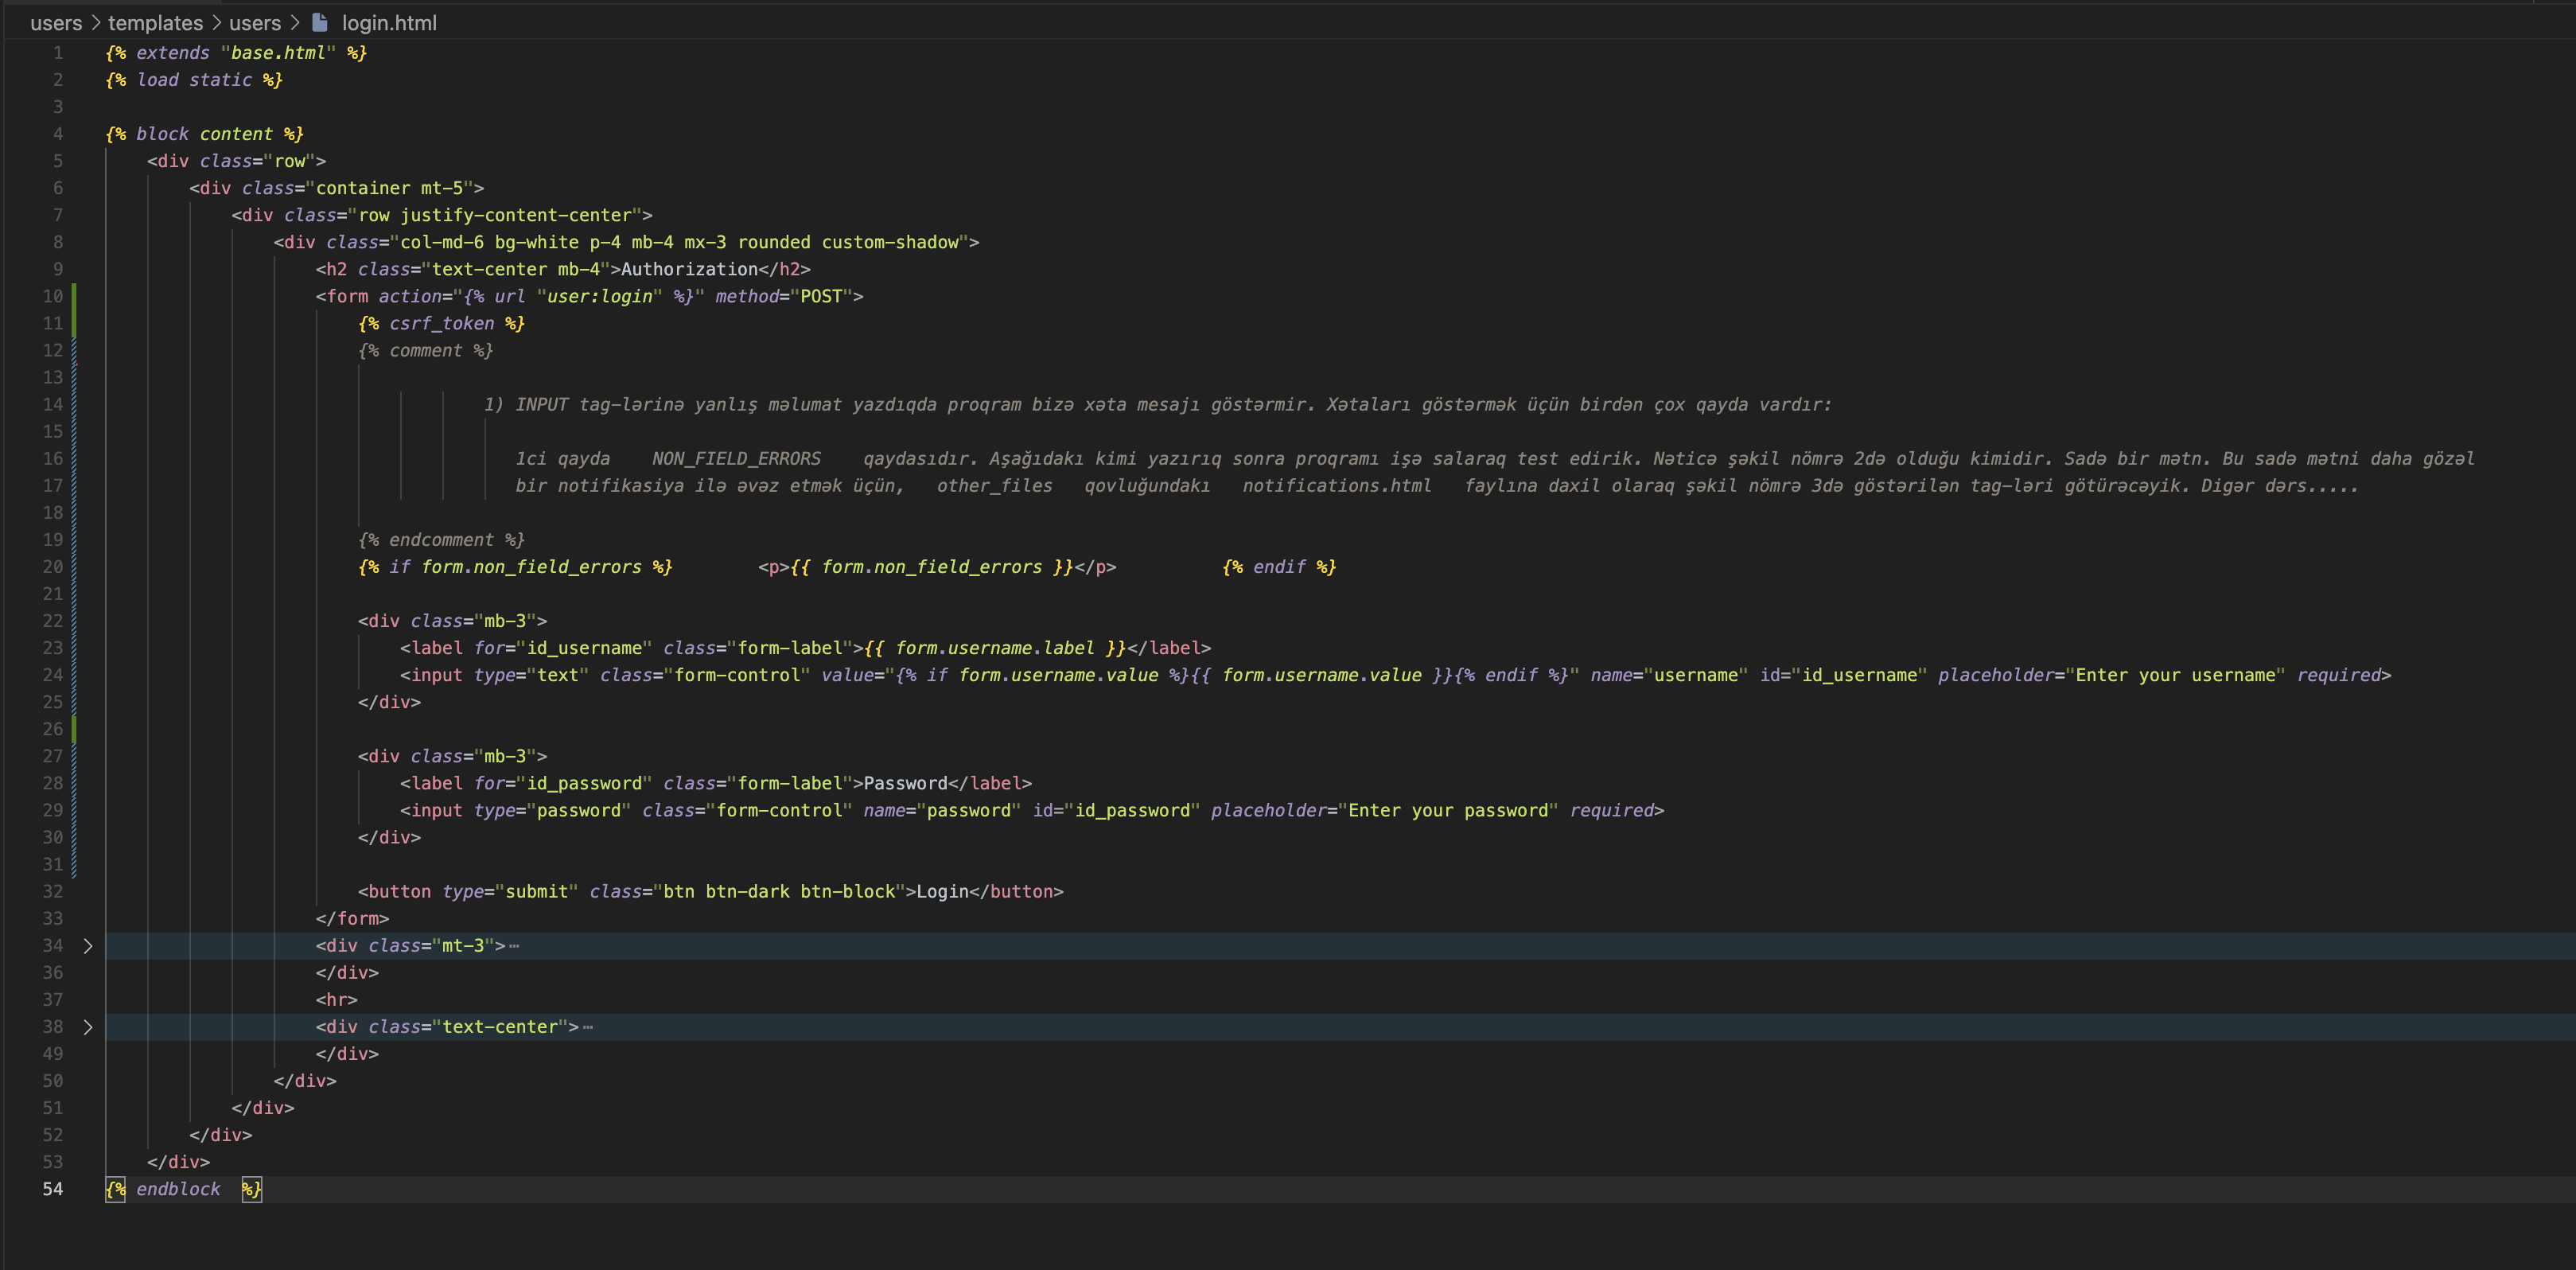 users > templates > users > login.html
1 {% extends "base.html" %}
2 {% load static %}
3
4 {% block content %}
5 <div class="row">
6 <div class="container mt-5">
7 <div class="row justify-content-center">
8 <div class="col-md-6 bg-white p-4 mb-4 mx-3 rounded custom-shadow">
9 <h2 class="text-center mb-4">Authorization</h2>
10 <form action="{% url "user:login" %}" method="POST">
11 {% csrf_token %}
12 {% comment %}
13
14 1) INPUT tag-lərinə yanlış məlumat yazdıqda proqram bizə xəta mesajı göstərmir. Xətaları göstərmək üçün birdən çox qayda vardır:
15
16 1ci qayda NON_FIELD_ERRORS qaydasıdır. Aşağıdakı kimi yazırıq sonra proqramı işə salaraq test edirik. Nəticə şəkil nömrə 2də olduğu kimidir. Sadə bir mətn. Bu sadə mətni daha gözəl
17 bir notifikasiya ilə əvəz etmək üçün, other_files qovluğundakı notifications.html faylına daxil olaraq şəkil nömrə 3də göstərilən tag-ləri götürəcəyik. Digər dərs.....
18
19 {% endcomment %}
20 {% if form.non_field_errors %} <p>{{ form.non_field_errors }}</p> {% endif %}
21
22 <div class="mb-3">
23 <label for="id_username" class="form-label">{{ form.username.label }}</label>
24 <input type="text" class="form-control" value="{% if form.username.value %}{{ form.username.value }}{% endif %}" name="username" id="id_username" placeholder="Enter your username" required>
25 </div>
26
27 <div class="mb-3">
28 <label for="id_password" class="form-label">Password</label>
29 <input type="password" class="form-control" name="password" id="id_password" placeholder="Enter your password" required>
30 </div>
31
32 <button type="submit" class="btn btn-dark btn-block">Login</button>
33 </form>
34 > <div class="mt-3">⋯
36 </div>
37 <hr>
38 > <div class="text-center">⋯
49 </div>
50 </div>
51 </div>
52 </div>
53 </div>
54 {% endblock %}